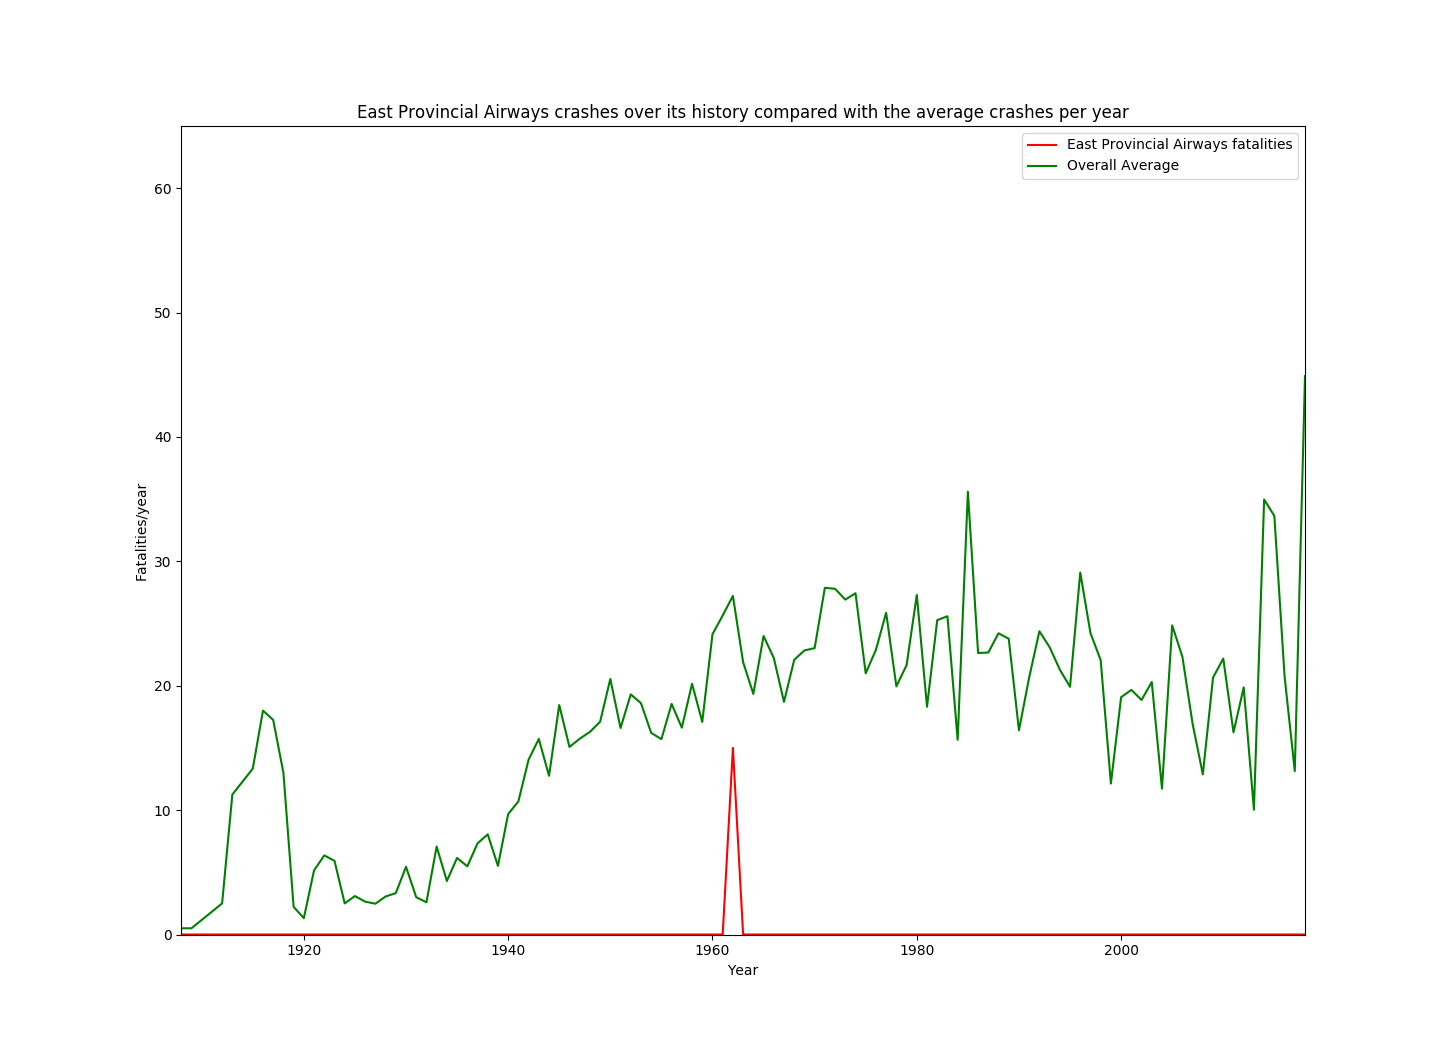 East Provincial Airways crashes over its history compared with the average crashes per year
East Provincial Airways fatalities
Overall Average
60
50
40
30
20
10
0
Fatalities/year
1920 1940 1960 1980 2000
Year